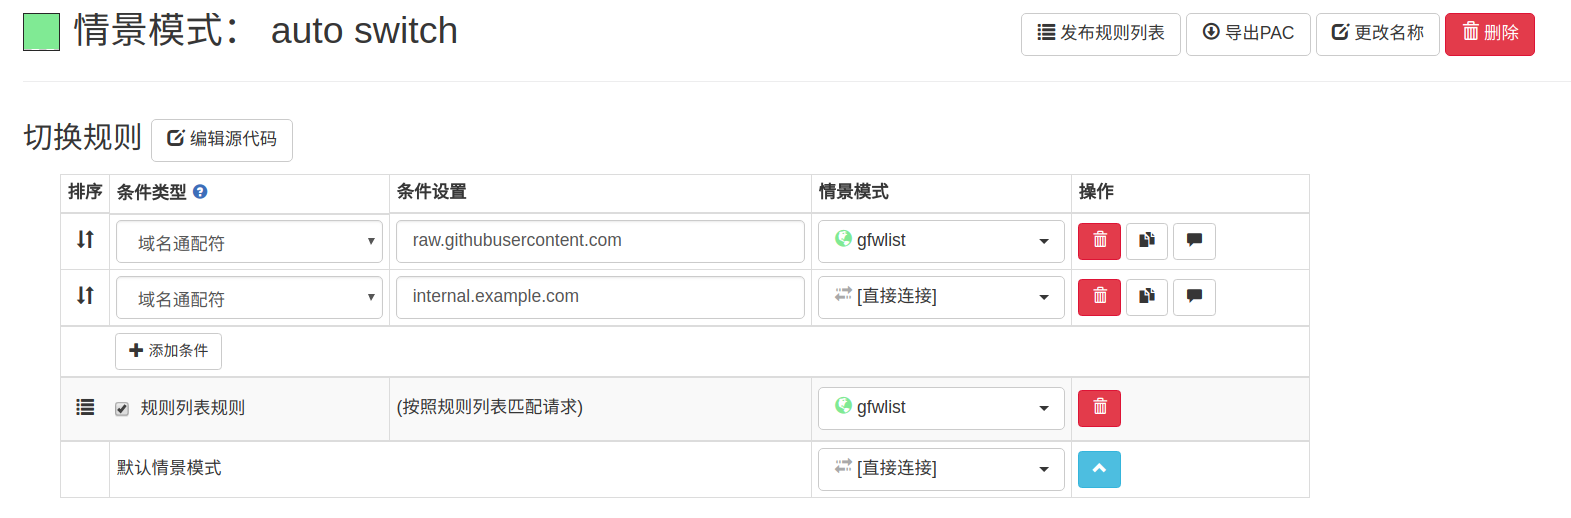 情景模式： auto switch
发布规则列表 导出PAC 更改名称 删除
切换规则 编辑源代码
排序 条件类型 条件设置 情景模式 操作
域名通配符 raw.githubusercontent.com gfwlist
域名通配符 internal.example.com [直接连接]
添加条件
规则列表规则 (按照规则列表匹配请求) gfwlist
默认情景模式 [直接连接]